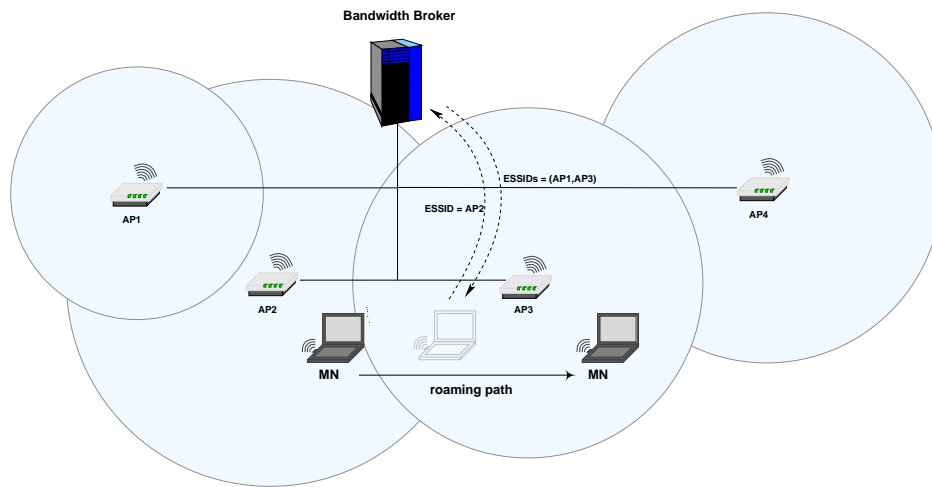 Bandwidth Broker
ESSIDs = (AP1,AP3)
ESSID = AP2
AP1
AP4
AP2
AP3
MN
MN
roaming path